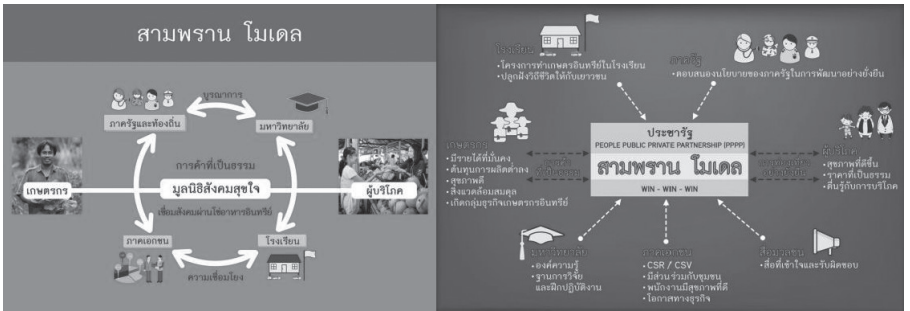 สามพราน โมเดล
บูรณาการ
ภาครัฐและท้องถิ่น
มหาวิทยาลัย
การค้าที่เป็นธรรม
เกษตรกร
มูลนิธิสังคมสุขใจ
ผู้บริโภค
เชื่อมสังคมผ่านโซ่อาหารอินทรีย์
ภาคเอกชน
โรงเรียน
ความเชื่อมโยง
โรงเรียน
• โครงการทำเกษตรอินทรีย์ในโรงเรียน
• ปลูกฝังวิถีชีวิตให้กับเยาวชน
ภาครัฐ
• ตอบสนองนโยบายของภาครัฐในการพัฒนาอย่างยั่งยืน
เกษตรกร
• มีรายได้ที่มั่นคง
• ต้นทุนการผลิตต่ำลง
• สุขภาพดี
• สิ่งแวดล้อมสมดุล
• เกิดกลุ่มธุรกิจเกษตรกรอินทรีย์
ประชารัฐ
PEOPLE PUBLIC PRIVATE PARTNERSHIP (PPPP)
สามพราน โมเดล
WIN - WIN - WIN
ผู้บริโภค
• สุขภาพที่ดีขึ้น
• ราคาที่เป็นธรรม
• ตื่นรู้กับการบริโภค
มหาวิทยาลัย
• องค์ความรู้
• ฐานการวิจัย
และฝึกปฏิบัติงาน
ภาคเอกชน
• CSR / CSV
• มีส่วนร่วมกับชุมชน
• พนักงานมีสุขภาพที่ดี
• โอกาสทางธุรกิจ
สื่อมวลชน
• สื่อที่เข้าใจและรับผิดชอบ